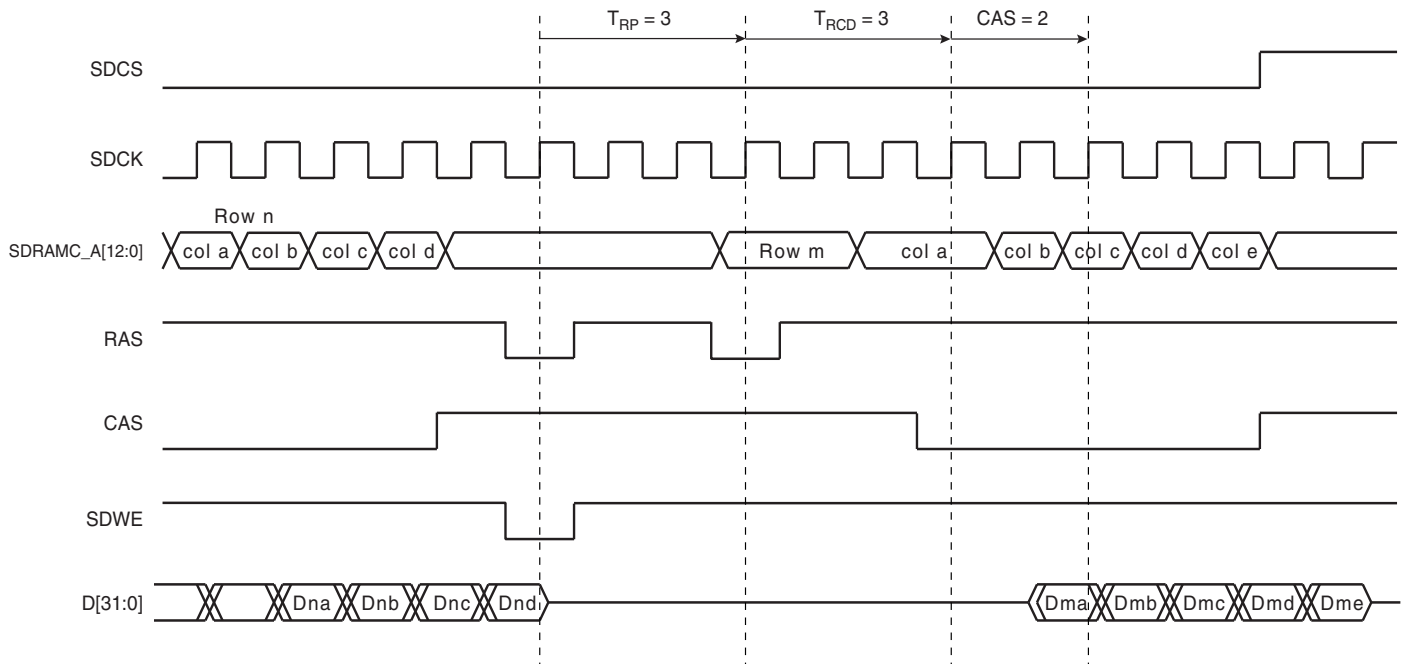 T_RP = 3 T_RCD = 3 CAS = 2
SDCS
SDCK
Row n
SDRAMC_A[12:0] col a col b col c col d Row m col a col b col c col d col e
RAS
CAS
SDWE
D[31:0] Dna Dnb Dnc Dnd Dma Dmb Dmc Dmd Dme